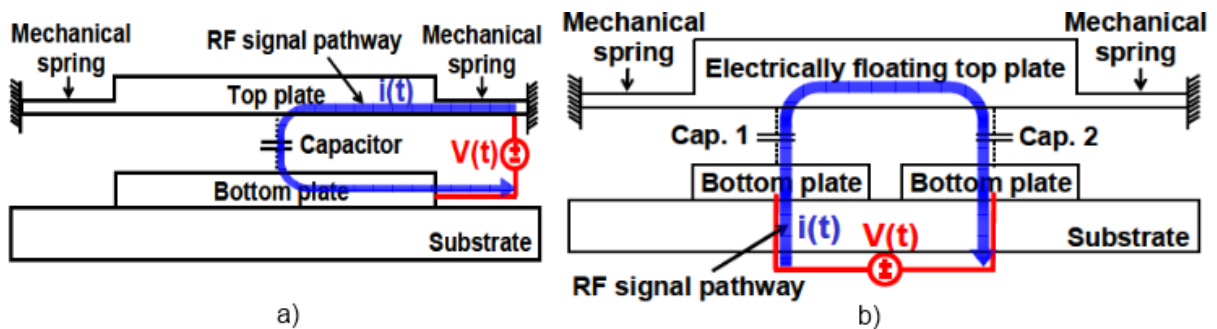 Mechanical
spring
RF signal pathway
Mechanical
spring
Top plate
i(t)
Capacitor
V(t)
±
Bottom plate
Substrate
a)
Mechanical
spring
Mechanical
spring
Electrically floating top plate
Cap. 1
Cap. 2
Bottom plate
Bottom plate
i(t)
V(t)
±
Substrate
RF signal pathway
b)